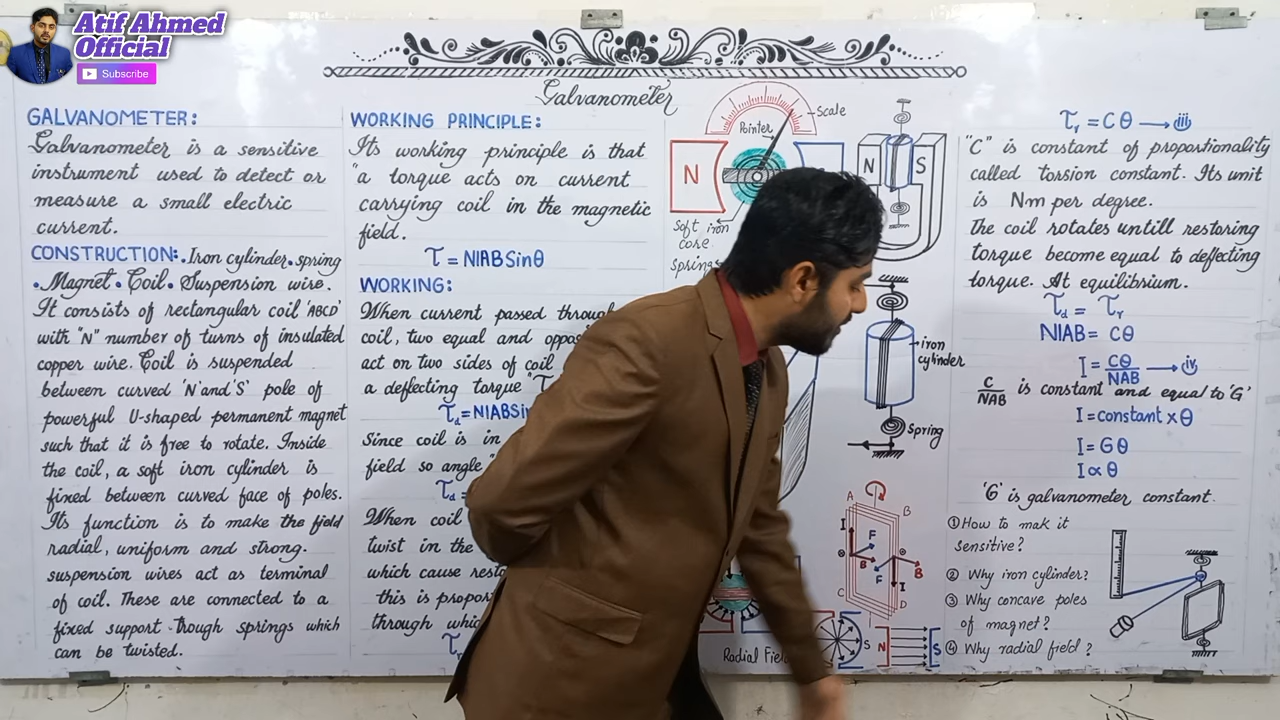 Atif Ahmed
Official
Subscribe
Galvanometer
GALVANOMETER:
Galvanometer is a sensitive
instrument used to detect or
measure a small electric
current.
CONSTRUCTION: .Iron cylinder.spring
.Magnet.Coil.Suspension wire.
It consists of rectangular coil 'ABCD'
with "N" number of turns of insulated
copper wire. Coil is suspended
between curved 'N' and 'S' pole of
powerful U-shaped permanent magnet
such that it is free to rotate. Inside
the coil, a soft iron cylinder is
fixed between curved face of poles.
Its function is to make the field
radial, uniform and strong.
suspension wires act as terminal
of coil. These are connected to a
fixed support trough springs which
can be twisted.
WORKING PRINCIPLE:
Its working principle is that
"a torque acts on current
carrying coil in the magnetic
field.
τ = NIABSinθ
WORKING:
When current passed through
coil, two equal and
act on two sides of coil
a deflecting torque
τd=NIAB
Since coil is in
field so angle
τd=
When coil
twist in the
which cause
this is
through
Scale
Pointer
N
Soft iron
core
spring
N S
iron
cylinder
spring
A
B
I
F
θ
B
F
θ
B
I
C
D
Radial Field
S
N
S
τr = Cθ → iii
"C" is constant of proportionality
called torsion constant. Its unit
is Nm per degree.
The coil rotates untill restoring
torque become equal to deflecting
torque. At equilibrium.
τd = τr
NIAB = Cθ
I = Cθ/NAB → iv
C/NAB is constant and equal to 'G'
I = constant x θ
I = Gθ
I ∝ θ
'G' is galvanometer constant.
① How to make it
sensitive?
② Why iron cylinder?
③ Why concave poles
of magnet?
④ Why radial field?